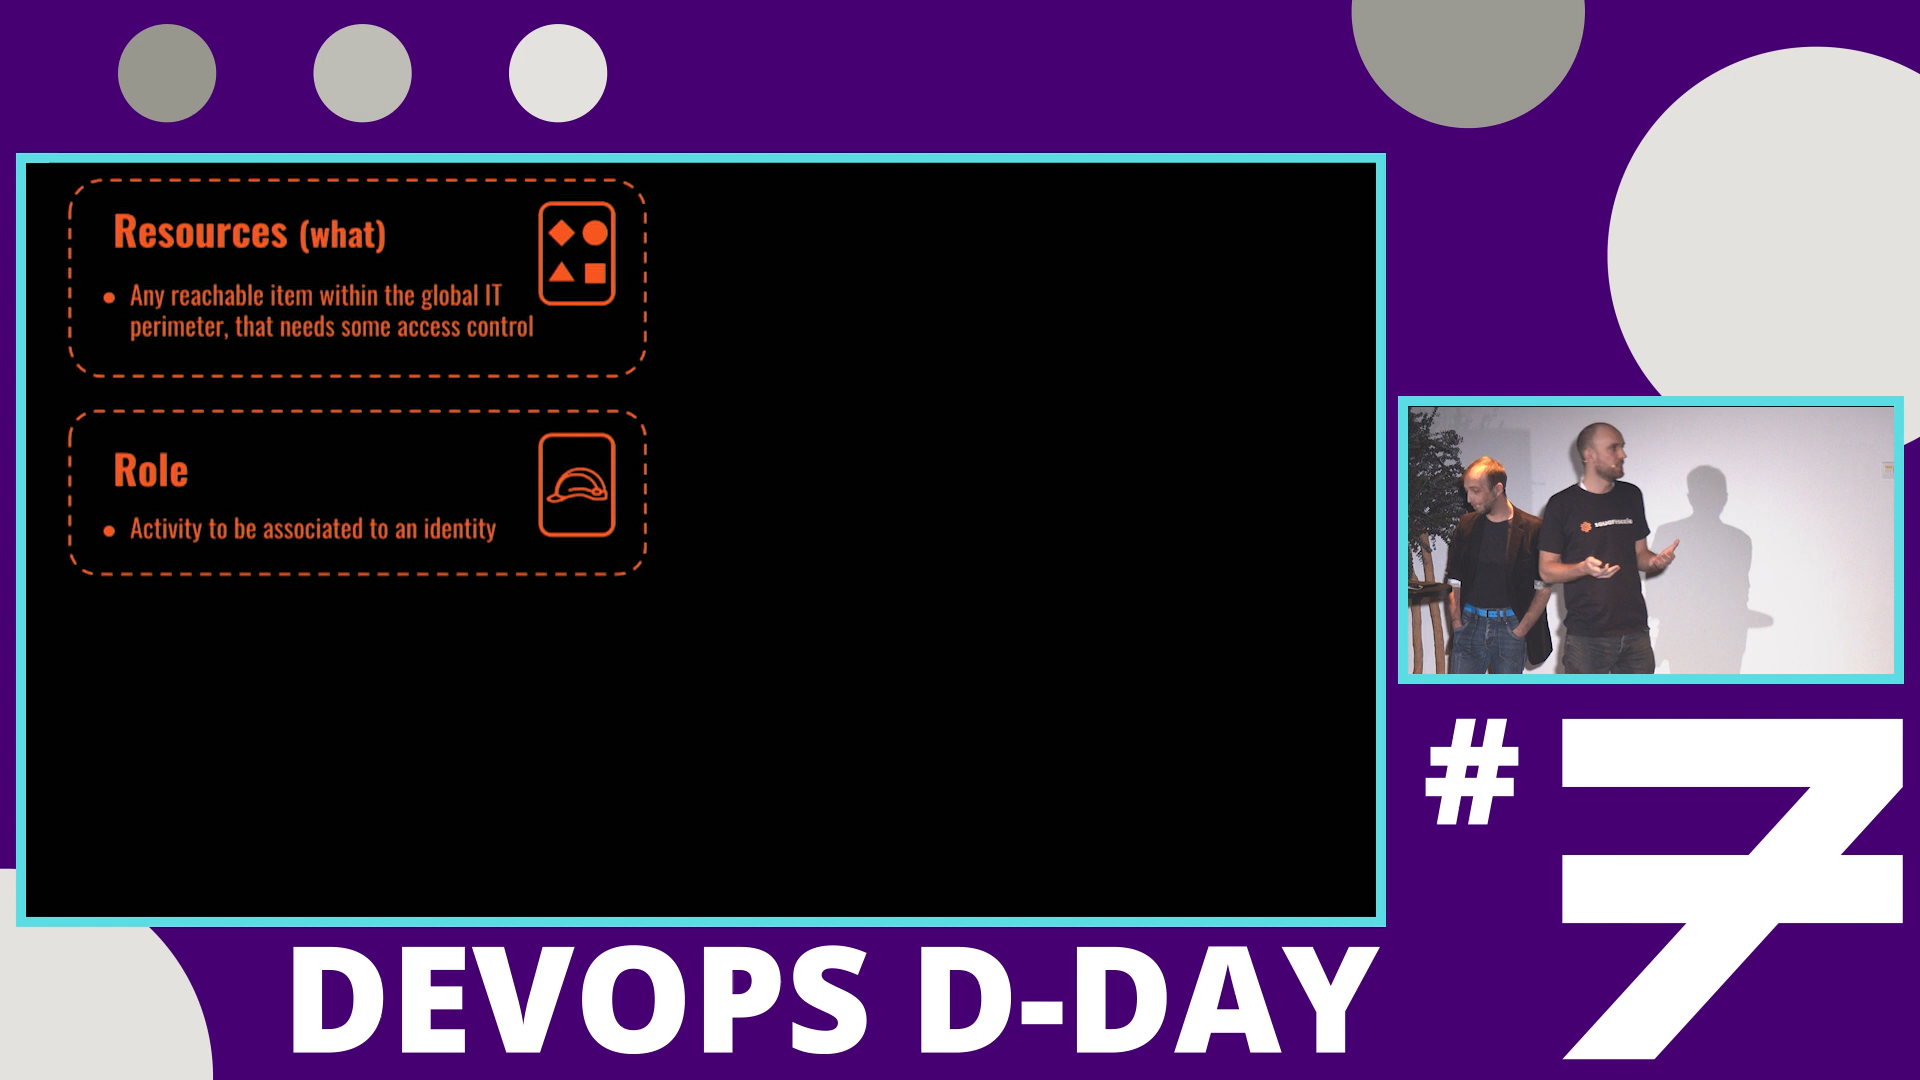 Resources (what)
• Any reachable item within the global IT
perimeter, that needs some access control
Role
• Activity to be associated to an identity
#7
DEVOPS D-DAY